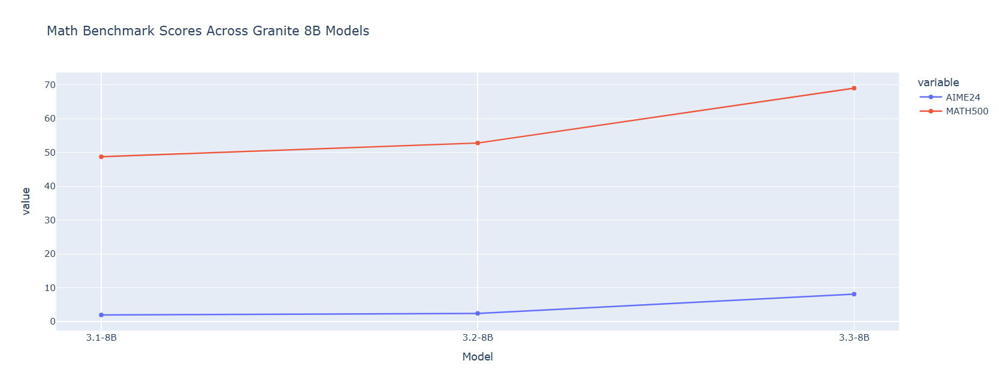 Math Benchmark Scores Across Granite 8B Models
variable
AIME24
MATH500
value
70
60
50
40
30
20
10
0
3.1-8B
3.2-8B
3.3-8B
Model